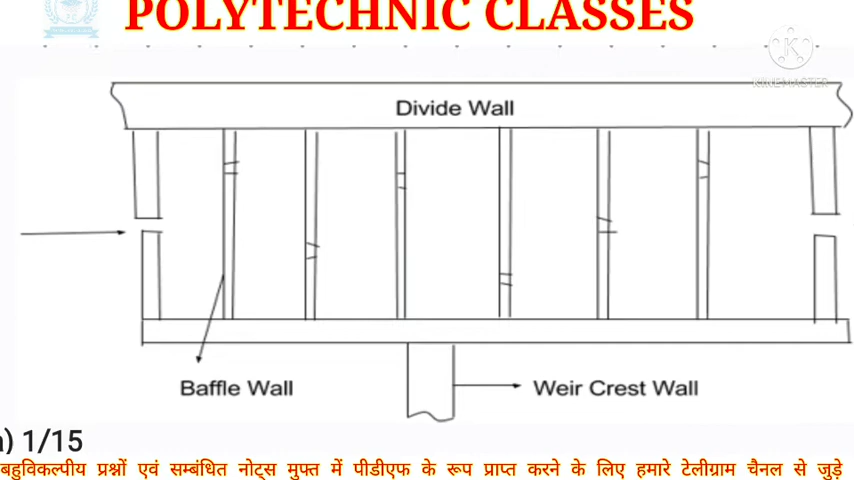 POLYTECHNIC CLASSES
KINEMASTER
Divide Wall
Baffle Wall
Weir Crest Wall
a) 1/15
बहुविकल्पीय प्रश्नों एवं सम्बंधित नोट्स मुफ्त में पीडीएफ के रूप प्राप्त करने के लिए हमारे टेलीग्राम चैनल से जुड़े